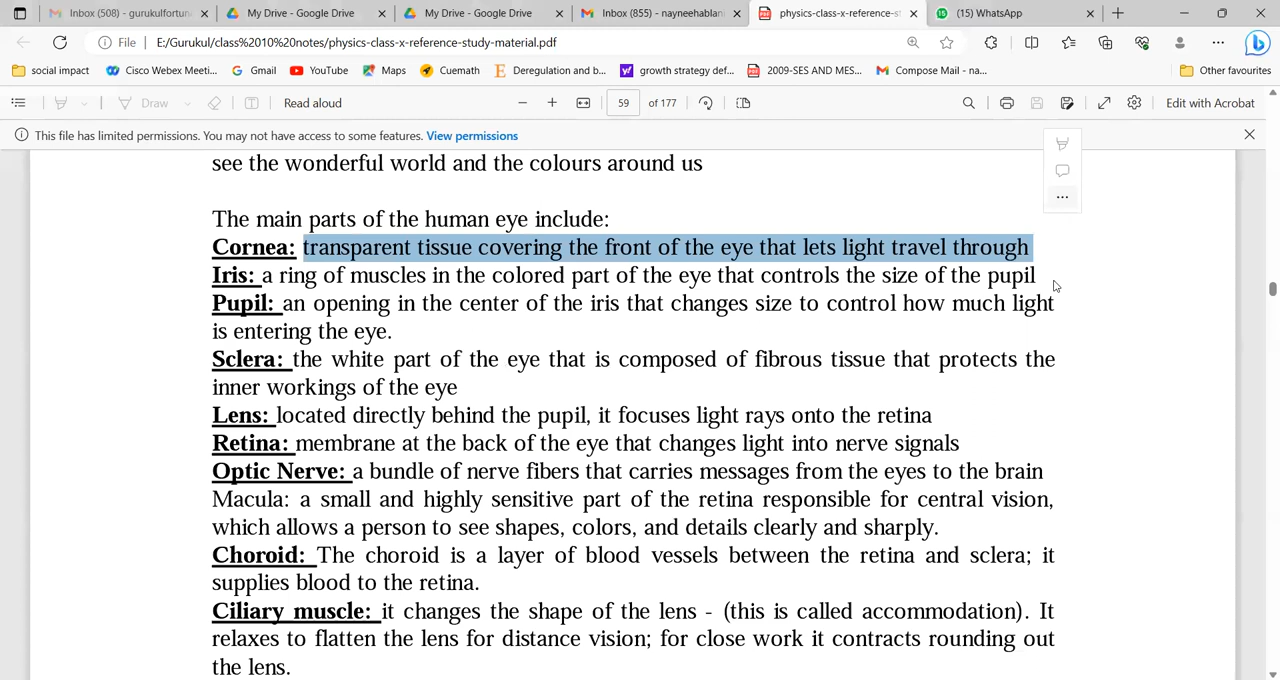 Inbox (508) - gurukulfortun
My Drive - Google Drive
My Drive - Google Drive
Inbox (855) - nayneehablan
physics-class-x-reference-st
(15) WhatsApp
File
E:/Gurukul/class%2010%20notes/physics-class-x-reference-study-material.pdf
social impact
Cisco Webex Meeti...
Gmail
YouTube
Maps
Cuemath
Deregulation and b...
growth strategy def...
2009-SES AND MES...
Compose Mail - na...
Other favourites
Draw
Read aloud
59 of 177
Edit with Acrobat
This file has limited permissions. You may not have access to some features. View permissions
see the wonderful world and the colours around us
The main parts of the human eye include:
Cornea: transparent tissue covering the front of the eye that lets light travel through
Iris: a ring of muscles in the colored part of the eye that controls the size of the pupil
Pupil: an opening in the center of the iris that changes size to control how much light
is entering the eye.
Sclera: the white part of the eye that is composed of fibrous tissue that protects the
inner workings of the eye
Lens: located directly behind the pupil, it focuses light rays onto the retina
Retina: membrane at the back of the eye that changes light into nerve signals
Optic Nerve: a bundle of nerve fibers that carries messages from the eyes to the brain
Macula: a small and highly sensitive part of the retina responsible for central vision,
which allows a person to see shapes, colors, and details clearly and sharply.
Choroid: The choroid is a layer of blood vessels between the retina and sclera; it
supplies blood to the retina.
Ciliary muscle: it changes the shape of the lens - (this is called accommodation). It
relaxes to flatten the lens for distance vision; for close work it contracts rounding out
the lens.